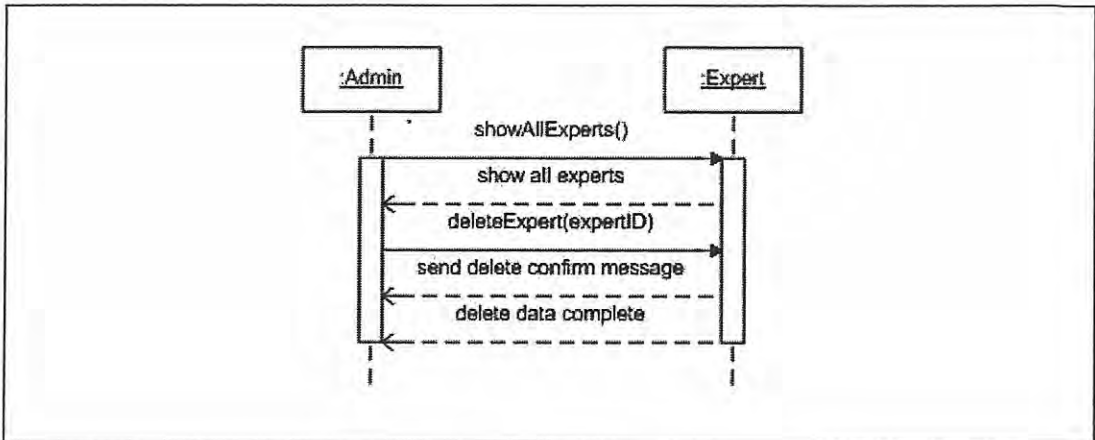 :Admin
:Expert
showAllExperts()
show all experts
deleteExpert(expertID)
send delete confirm message
delete data complete